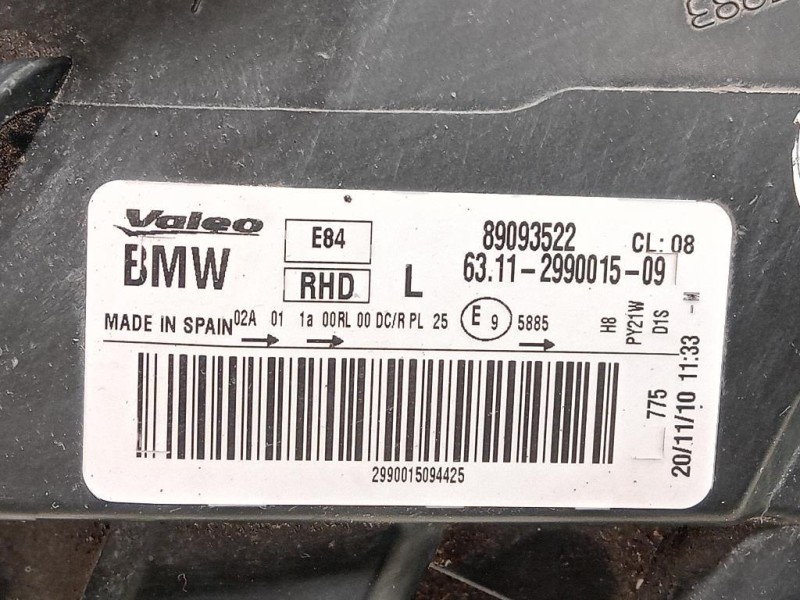 Valeo
BMW
E84
RHD
L
89093522 CL: 08
63.11-2990015-09
MADE IN SPAIN 02A 01 1a 00RL 00 DC/R PL 25 E 9 5885
H8
PY21W
D1S -M
775
20/11/10 11:33
2990015094425